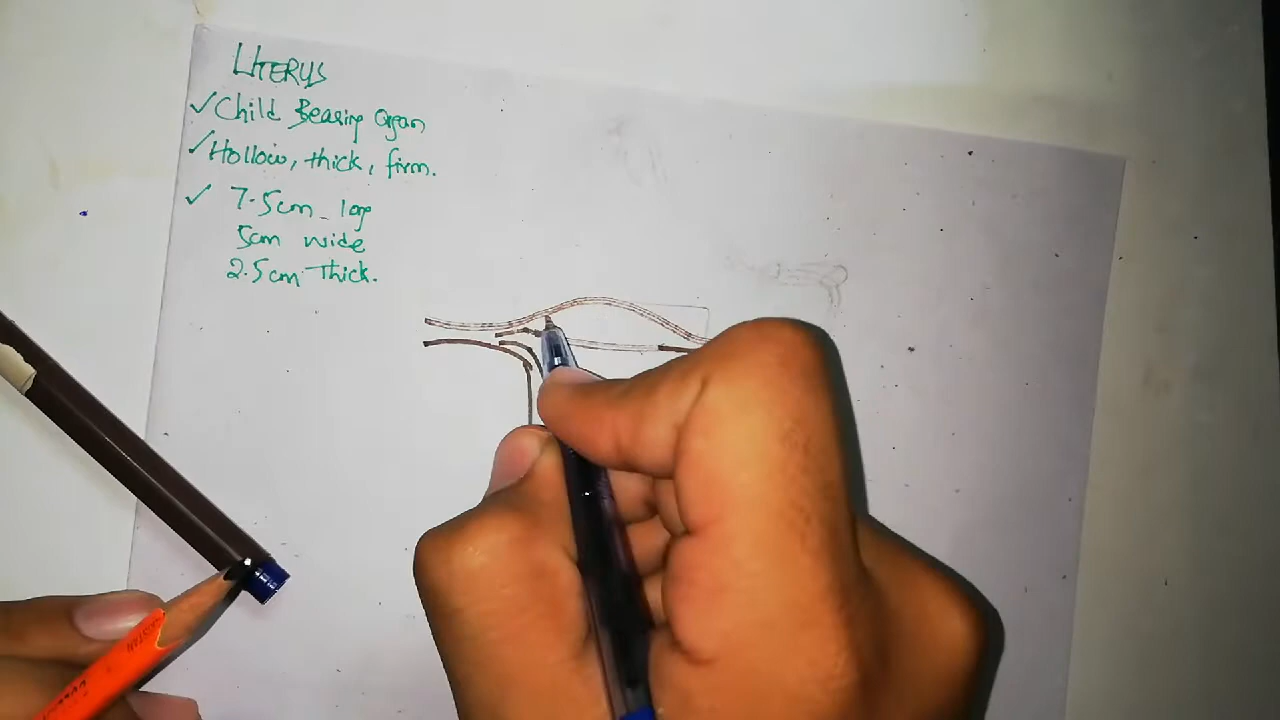 UTERUS
✓Child Bearing Organ
✓Hollow, thick, firm.
✓ 7.5cm long
5cm wide
2.5cm Thick.